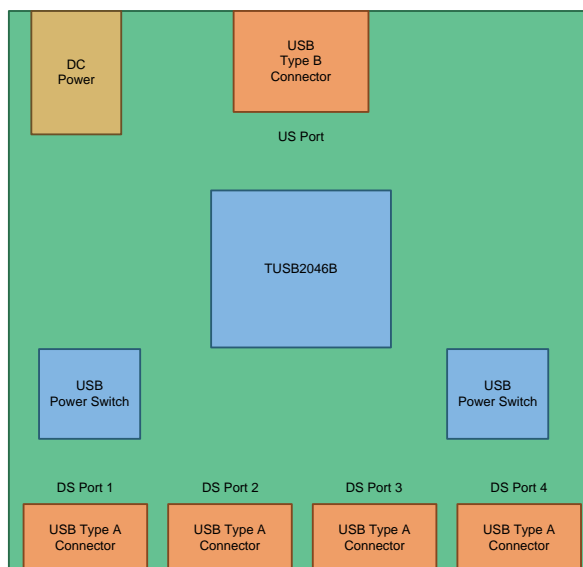 DC
Power
USB
Type B
Connector
US Port
TUSB2046B
USB
Power Switch
USB
Power Switch
DS Port 1
DS Port 2
DS Port 3
DS Port 4
USB Type A
Connector
USB Type A
Connector
USB Type A
Connector
USB Type A
Connector